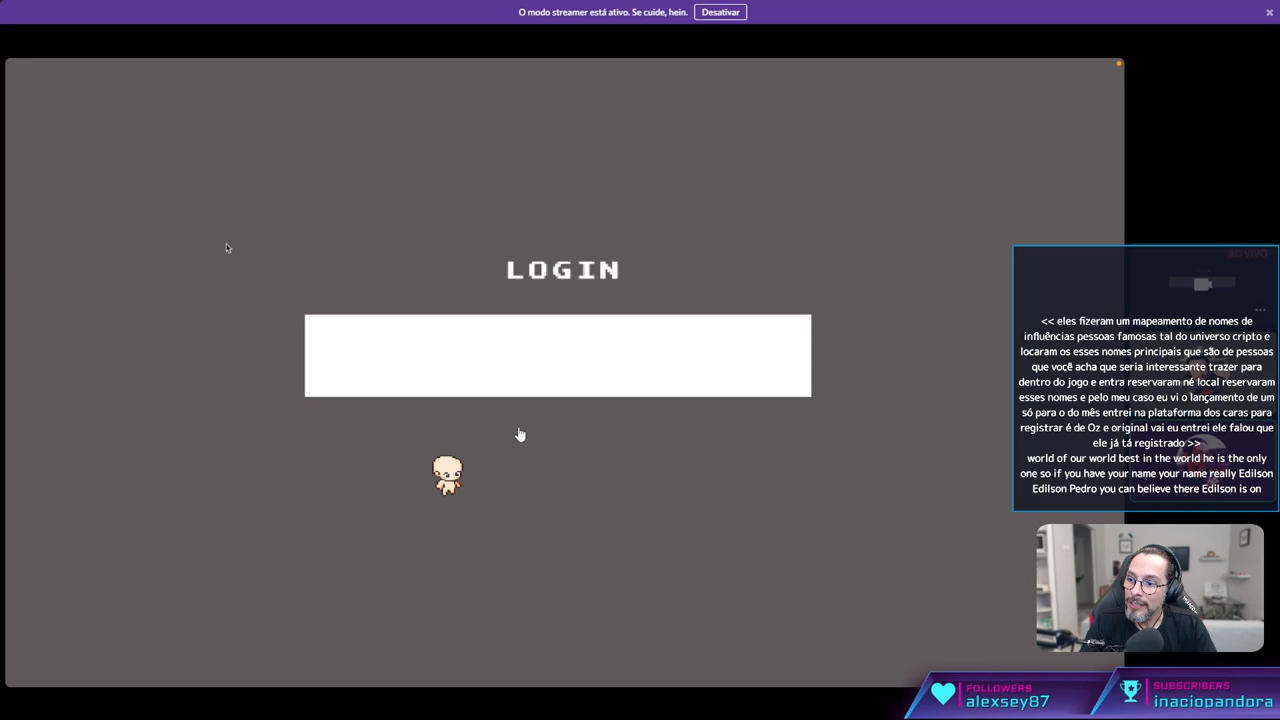 O modo streamer está ativo. Se cuide, hein. Desativar
LOGIN
AO VIVO
<< eles fizeram um mapeamento de nomes de
influências pessoas famosas tal do universo cripto e
locaram os esses nomes principais que são de pessoas
que você acha que seria interessante trazer para
dentro do jogo e entra reservaram né local reservaram
esses nomes e pelo meu caso eu vi o lançamento de um
só para o do mês entrei na plataforma dos caras para
registrar é de Oz e original vai eu entrei ele falou que
ele já tá registrado >>
world of our world best in the world he is the only
one so if you have your name your name really Edilson
Edilson Pedro you can believe there Edilson is on
FOLLOWERS
alexsey87
SUBSCRIBERS
inaciopandora